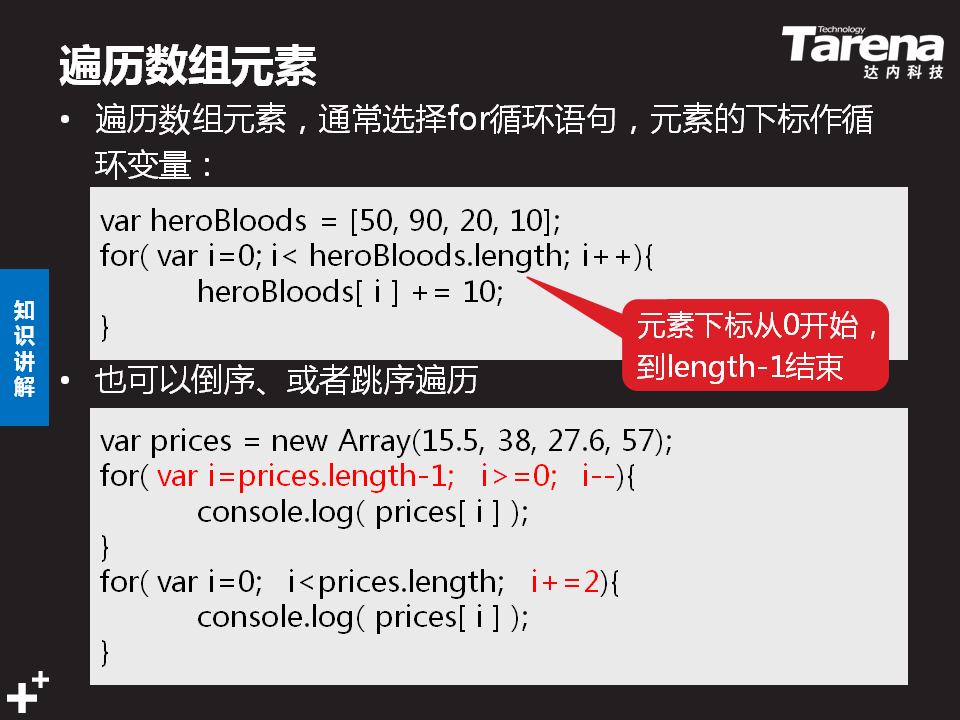 遍历数组元素
Technology
Tarena
达内科技
• 遍历数组元素，通常选择for循环语句，元素的下标作循
环变量：
var heroBloods = [50, 90, 20, 10];
for( var i=0; i< heroBloods.length; i++){
heroBloods[ i ] += 10;
}
元素下标从0开始，
到length-1结束
知识讲解
• 也可以倒序、或者跳序遍历
var prices = new Array(15.5, 38, 27.6, 57);
for( var i=prices.length-1; i>=0; i--){
console.log( prices[ i ] );
}
for( var i=0; i<prices.length; i+=2){
console.log( prices[ i ] );
}